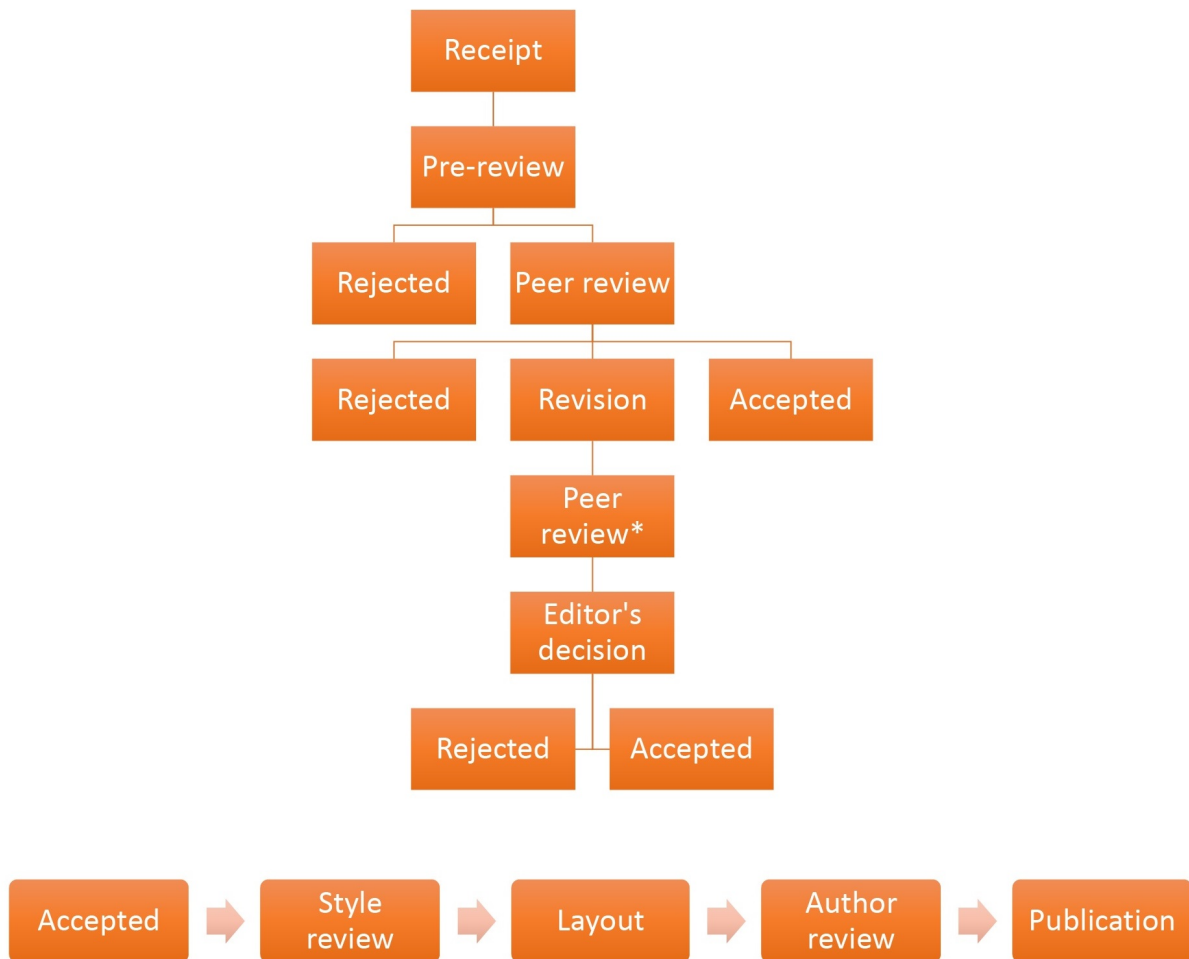 Receipt
Pre-review
Rejected
Peer review
Rejected
Revision
Accepted
Peer
review*
Editor's
decision
Rejected
Accepted
Accepted
Style
review
Layout
Author
review
Publication